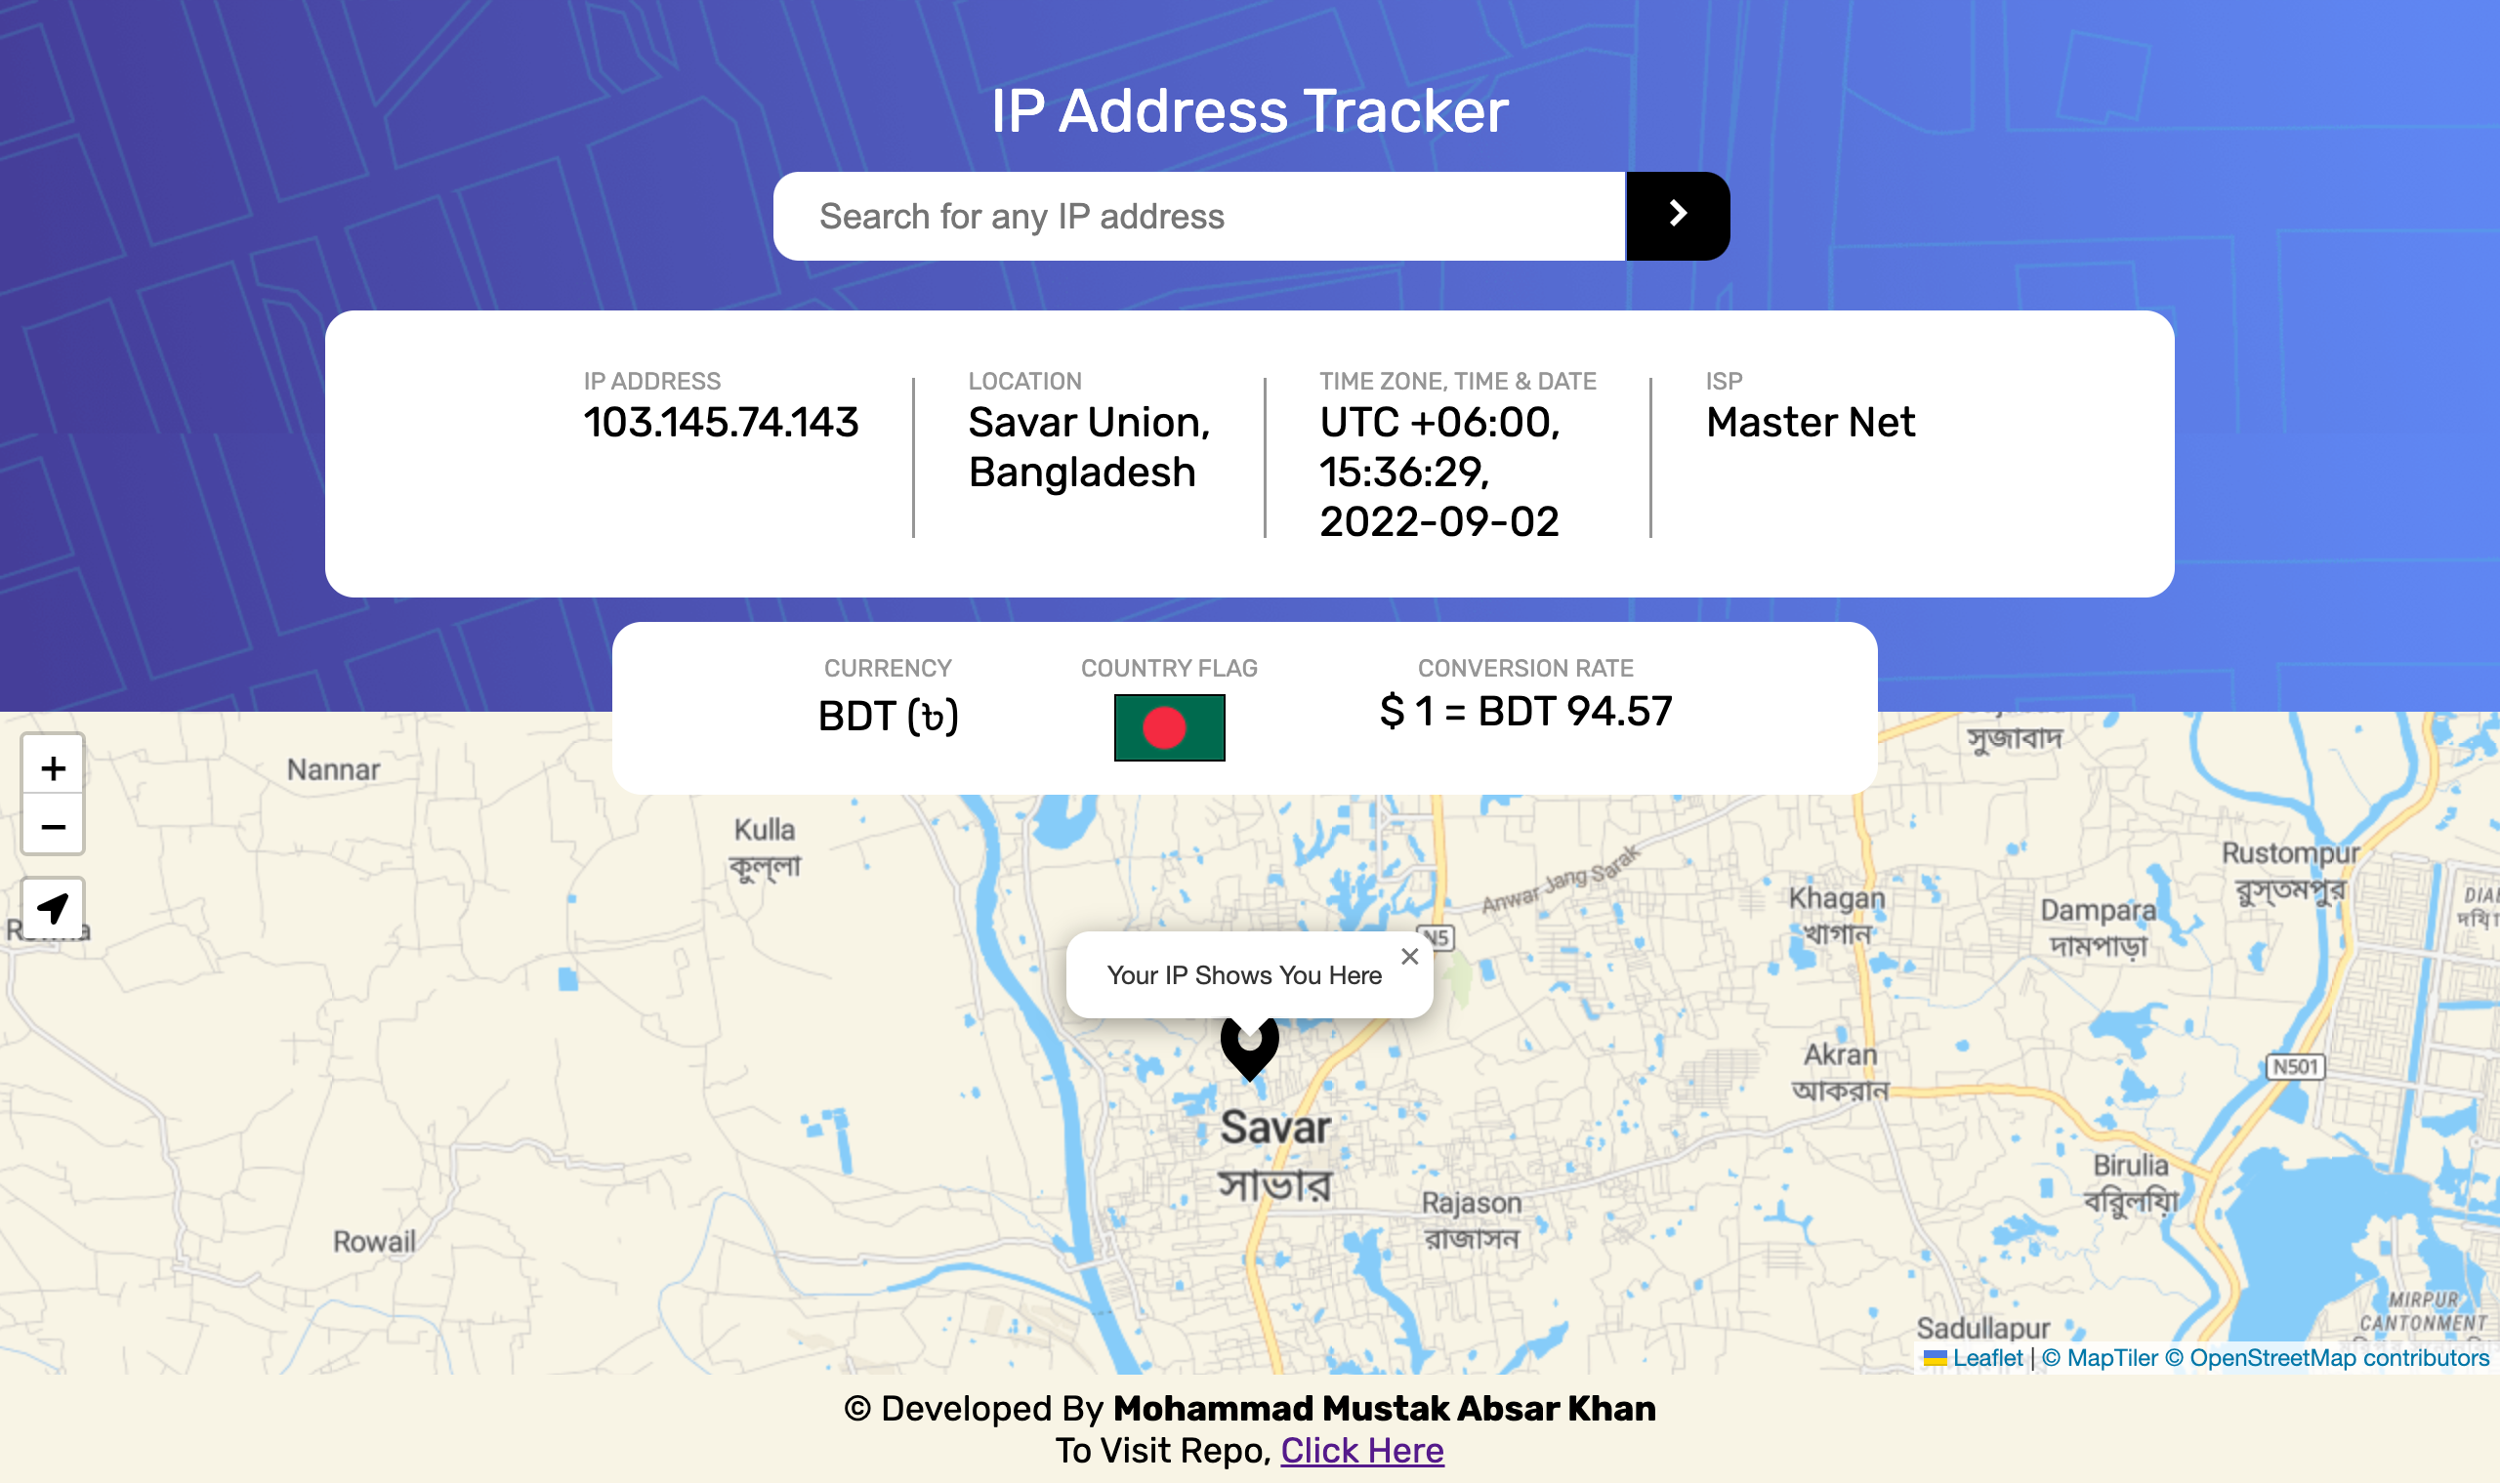 IP Address Tracker
Search for any IP address
IP ADDRESS
103.145.74.143
LOCATION
Savar Union,
Bangladesh
TIME ZONE, TIME & DATE
UTC +06:00,
15:36:29,
2022-09-02
ISP
Master Net
CURRENCY
BDT (৳)
COUNTRY FLAG
CONVERSION RATE
$ 1 = BDT 94.57
+
−
Nannar
Kulla
কুল্লা
সুজাবাদ
Anwar Jang Sarak
N5
Khagan
খাগান
Dampara
দামপাড়া
Rustompur
রুস্তমপুর
Your IP Shows You Here
×
Akran
আকরান
N501
Savar
সাভার
Rajason
রাজাসন
Birulia
বিরুলিয়া
Rowail
Sadullapur
MIRPUR
CANTONMENT
Leaflet | © MapTiler © OpenStreetMap contributors
© Developed By Mohammad Mustak Absar Khan
To Visit Repo, Click Here